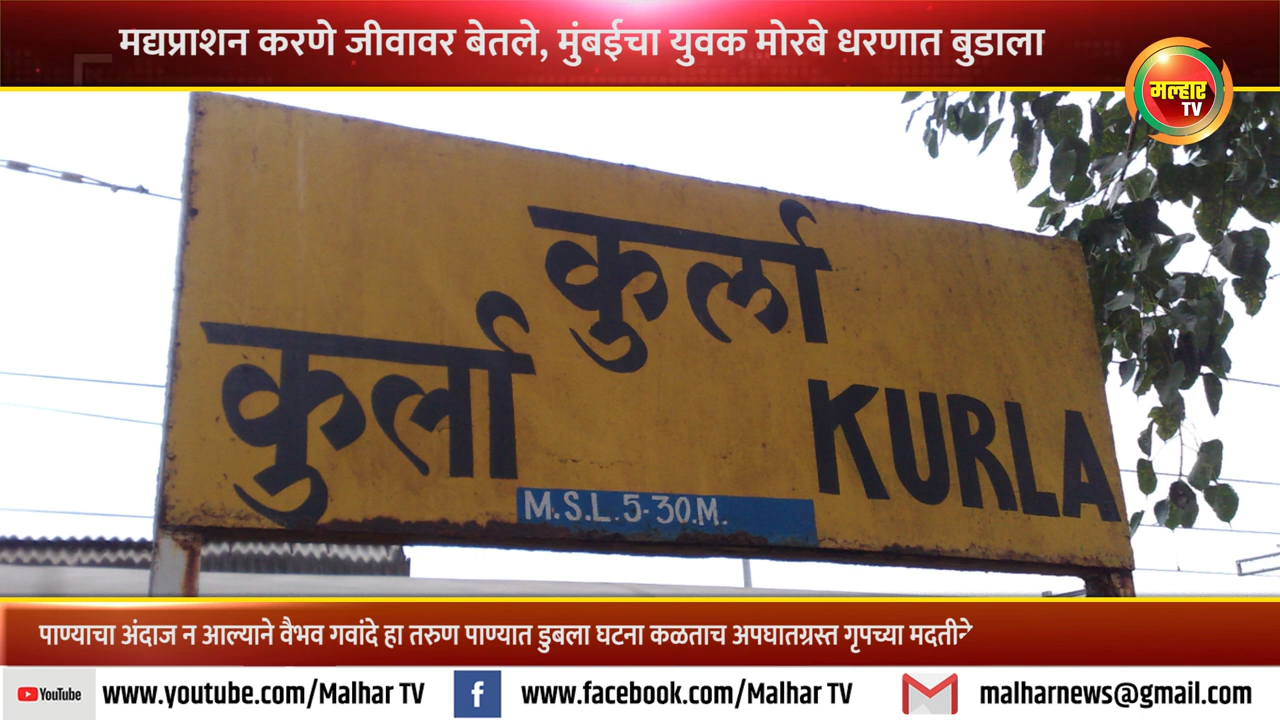 मद्यप्राशन करणे जीवावर बेतले, मुंबईचा युवक मोरबे धरणात बुडाला
मल्हार
TV
कुर्ला
कुर्ला
KURLA
M.S.L.5-30.M.
पाण्याचा अंदाज न आल्याने वैभव गवांदे हा तरुण पाण्यात डुबला घटना कळताच अपघातग्रस्त गृपच्या मदतीने
YouTube www.youtube.com/Malhar TV f www.facebook.com/Malhar TV malharnews@gmail.com